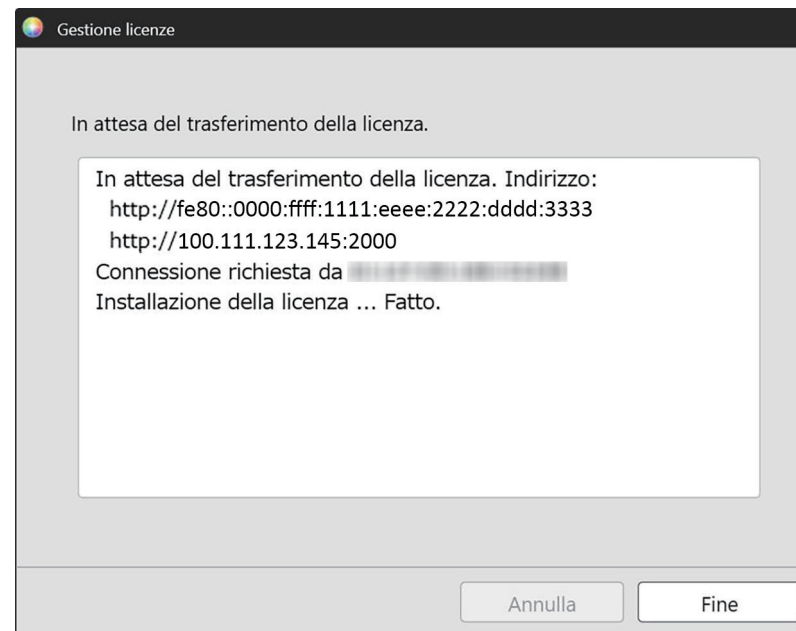 Gestione licenze
In attesa del trasferimento della licenza.
In attesa del trasferimento della licenza. Indirizzo:
http://fe80::0000:ffff:1111:eeee:2222:dddd:3333
http://100.111.123.145:2000
Connessione richiesta da
Installazione della licenza ... Fatto.
Annulla
Fine